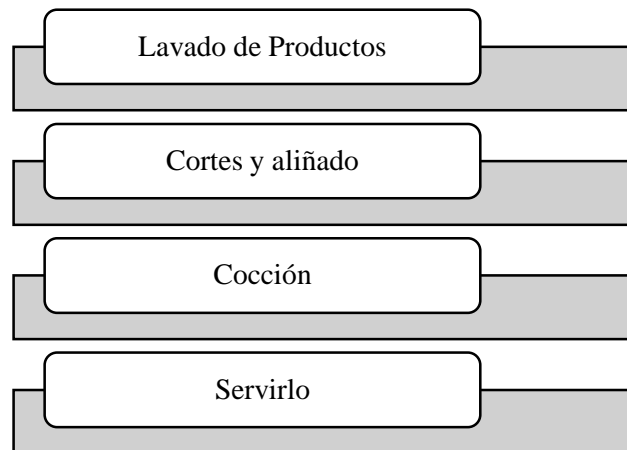 Lavado de Productos
Cortes y aliñado
Cocción
Servirlo